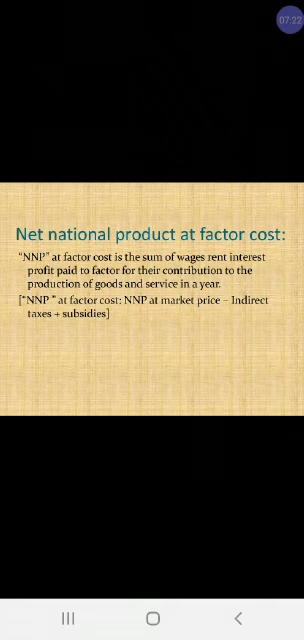 07:22
Net national product at factor cost:
“NNP” at factor cost is the sum of wages rent interest
profit paid to factor for their contribution to the
production of goods and service in a year.
[“NNP ” at factor cost: NNP at market price – Indirect
taxes + subsidies]